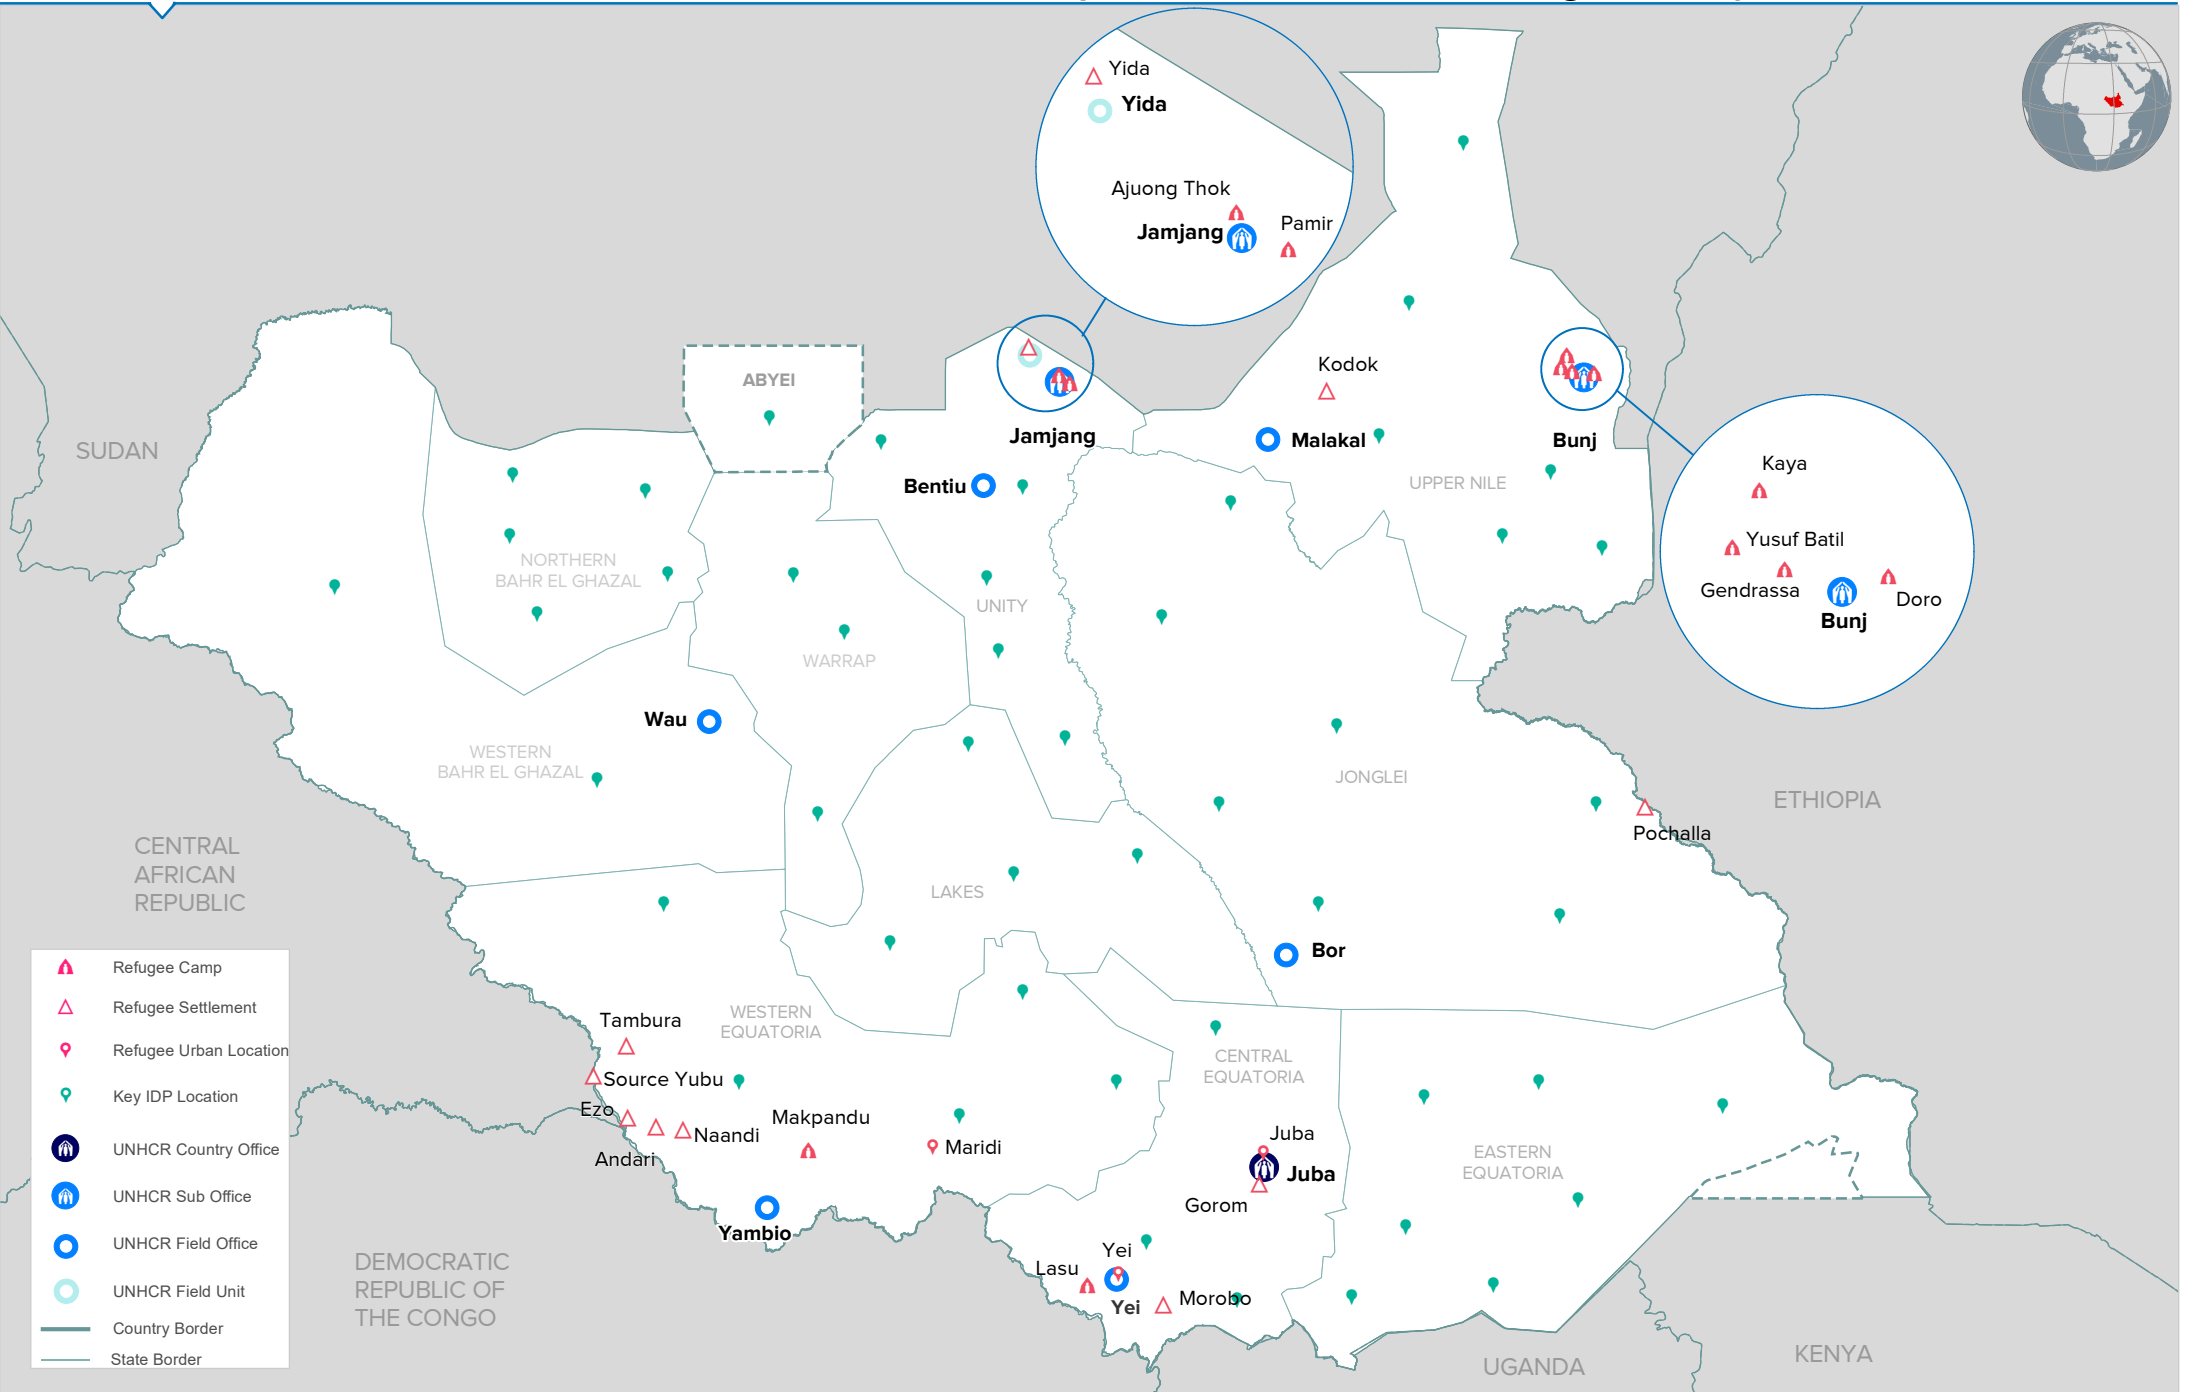 Yida
Yida
Ajuong Thok
Pamir
Jamjang
Kodok
ABYEI
Jamjang
Malakal
Bunj
SUDAN
Bentiu
UPPER NILE
Kaya
Yusuf Batil
Gendrassa
Doro
Bunj
NORTHERN
BAHR EL GHAZAL
UNITY
WARRAP
Wau
WESTERN
BAHR EL GHAZAL
JONGLEI
ETHIOPIA
Pochalla
CENTRAL
AFRICAN
REPUBLIC
LAKES
Bor
Refugee Camp
Refugee Settlement
Refugee Urban Location
Key IDP Location
UNHCR Country Office
UNHCR Sub Office
UNHCR Field Office
UNHCR Field Unit
Country Border
State Border
Tambura
WESTERN
EQUATORIA
Source Yubu
Ezo
Naandi
Andari
Makpandu
Maridi
Yambio
CENTRAL
EQUATORIA
Juba
Juba
Gorom
EASTERN
EQUATORIA
Yei
Lasu
Yei
Morobo
DEMOCRATIC
REPUBLIC OF
THE CONGO
UGANDA
KENYA